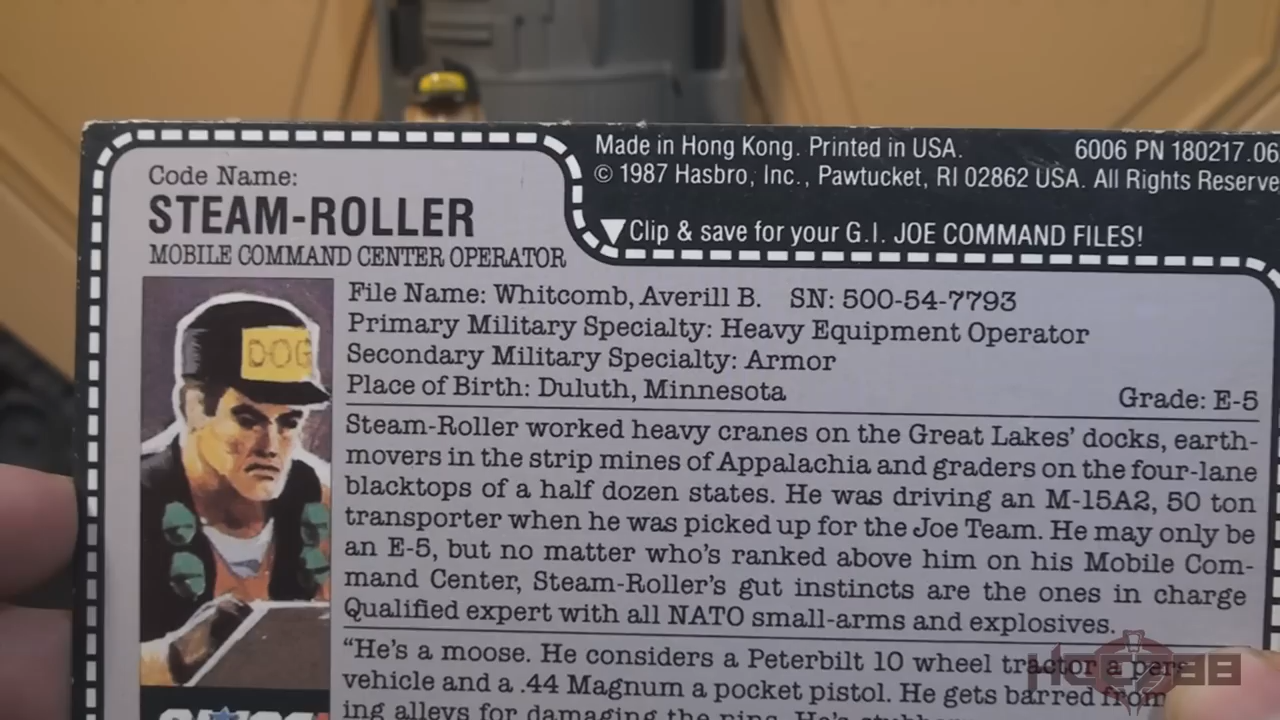 Made in Hong Kong. Printed in USA. 6006 PN 180217.06
© 1987 Hasbro, Inc., Pawtucket, RI 02862 USA. All Rights Reserve
Clip & save for your G.I. JOE COMMAND FILES!
Code Name:
STEAM-ROLLER
MOBILE COMMAND CENTER OPERATOR
DOG
File Name: Whitcomb, Averill B. SN: 500-54-7793
Primary Military Specialty: Heavy Equipment Operator
Secondary Military Specialty: Armor
Place of Birth: Duluth, Minnesota Grade: E-5
Steam-Roller worked heavy cranes on the Great Lakes' docks, earth-
movers in the strip mines of Appalachia and graders on the four-lane
blacktops of a half dozen states. He was driving an M-15A2, 50 ton
transporter when he was picked up for the Joe Team. He may only be
an E-5, but no matter who's ranked above him on his Mobile Com-
mand Center, Steam-Roller's gut instincts are the ones in charge
Qualified expert with all NATO small-arms and explosives.
"He's a moose. He considers a Peterbilt 10 wheel tractor a pers
vehicle and a .44 Magnum a pocket pistol. He gets barred from
ing alleys for damaging the pins. He's